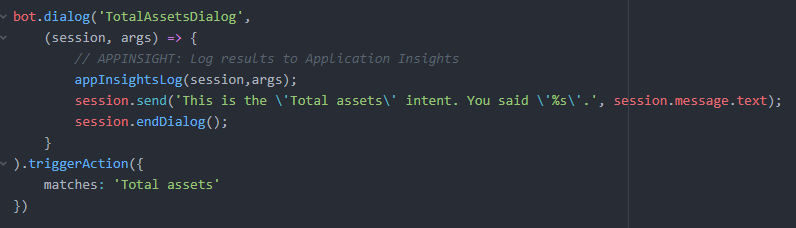 bot.dialog('TotalAssetsDialog',
    (session, args) => {
        // APPINSIGHT: Log results to Application Insights
        appInsightsLog(session,args);
        session.send('This is the \'Total assets\' intent. You said \'%s\'.', session.message.text);
        session.endDialog();
    }
).triggerAction({
    matches: 'Total assets'
})